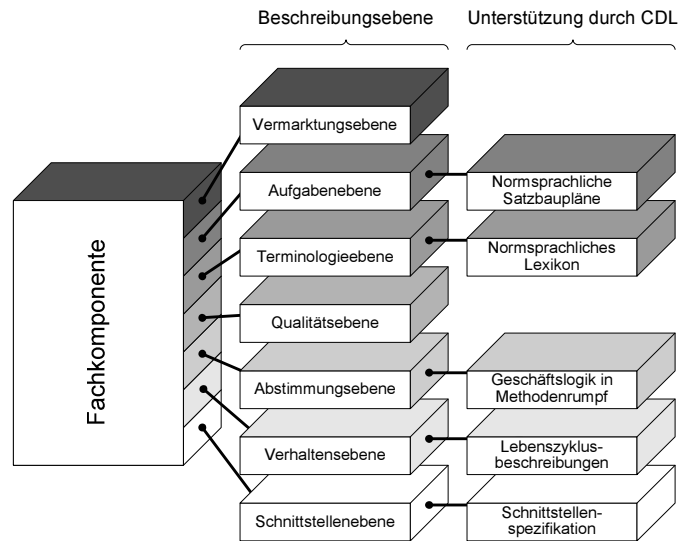 Beschreibungsebene
Unterstützung durch CDL
Vermarktungsebene
Aufgabenebene
Normsprachliche
Satzbaupläne
Terminologieebene
Normsprachliches
Lexikon
Fachkomponente
Qualitätsebene
Abstimmungsebene
Geschäftslogik in
Methodenrumpf
Verhaltensebene
Lebenszyklus-
beschreibungen
Schnittstellenebene
Schnittstellen-
spezifikation